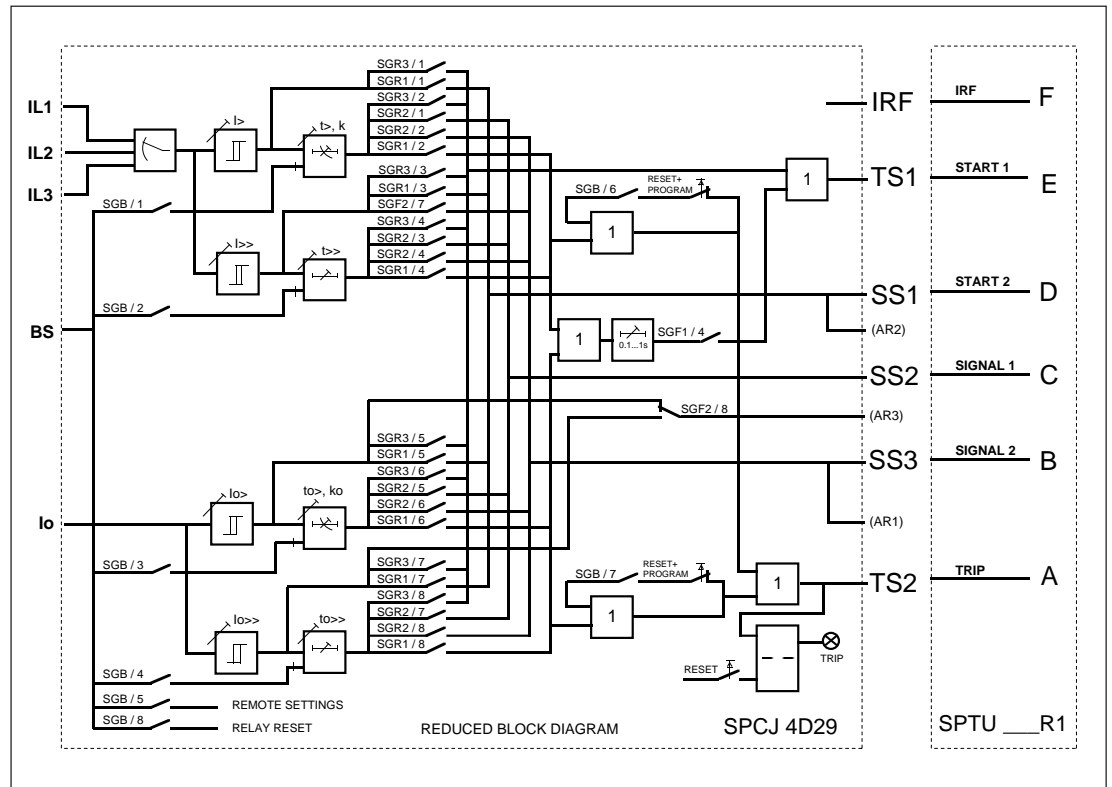 SGR3 / 1
SGR1 / 1
SGR3 / 2
SGR2 / 1
SGR2 / 2
SGR1 / 2
IL1
IL2
IL3
I>
t>, k
IRF
IRF
F
SGR3 / 3
SGR1 / 3
SGF2 / 7
SGR3 / 4
SGR2 / 3
SGR2 / 4
SGR1 / 4
SGB / 1
I>>
t>>
SGB / 6
RESET+
PROGRAM
1
1
TS1
START 1
E
SGB / 2
BS
1
0.1...1s
SGF1 / 4
SS1
START 2
D
(AR2)
SS2
SIGNAL 1
C
SGF2 / 8
(AR3)
SGR3 / 5
SGR1 / 5
SGR3 / 6
SGR2 / 5
SGR2 / 6
SGR1 / 6
SS3
SIGNAL 2
B
Io
Io>
to>, ko
(AR1)
SGB / 3
SGR3 / 7
SGR1 / 7
SGR3 / 8
SGR2 / 7
SGR2 / 8
SGR1 / 8
SGB / 7
RESET+
PROGRAM
1
1
TS2
TRIP
A
Io>>
to>>
TRIP
RESET
SGB / 4
SGB / 5
REMOTE SETTINGS
SGB / 8
RELAY RESET
REDUCED BLOCK DIAGRAM
SPCJ 4D29
SPTU ___R1